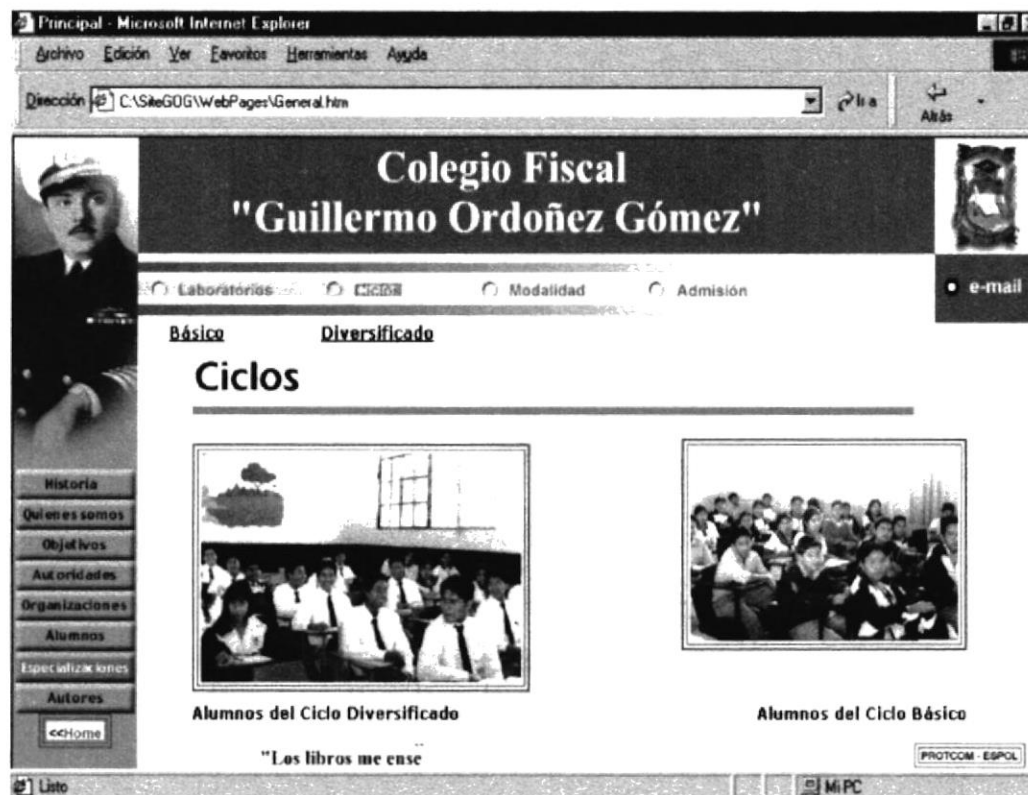 Principal - Microsoft Internet Explorer
Archivo Edición Ver Favoritos Herramientas Ayuda
Dirección C:\SiteGOG\WebPages\General.htm Ir a Atrás
Colegio Fiscal
"Guillermo Ordoñez Gómez"
Laboratorios Ciclos Modalidad Admisión e-mail
Básico Diversificado
Ciclos
Historia
Quienes somos
Objetivos
Autoridades
Organizaciones
Alumnos
Especializaciones
Autores
<<Home
Alumnos del Ciclo Diversificado Alumnos del Ciclo Básico
"Los libros me ense
PROTCOM - ESPOL
Listo Mi PC